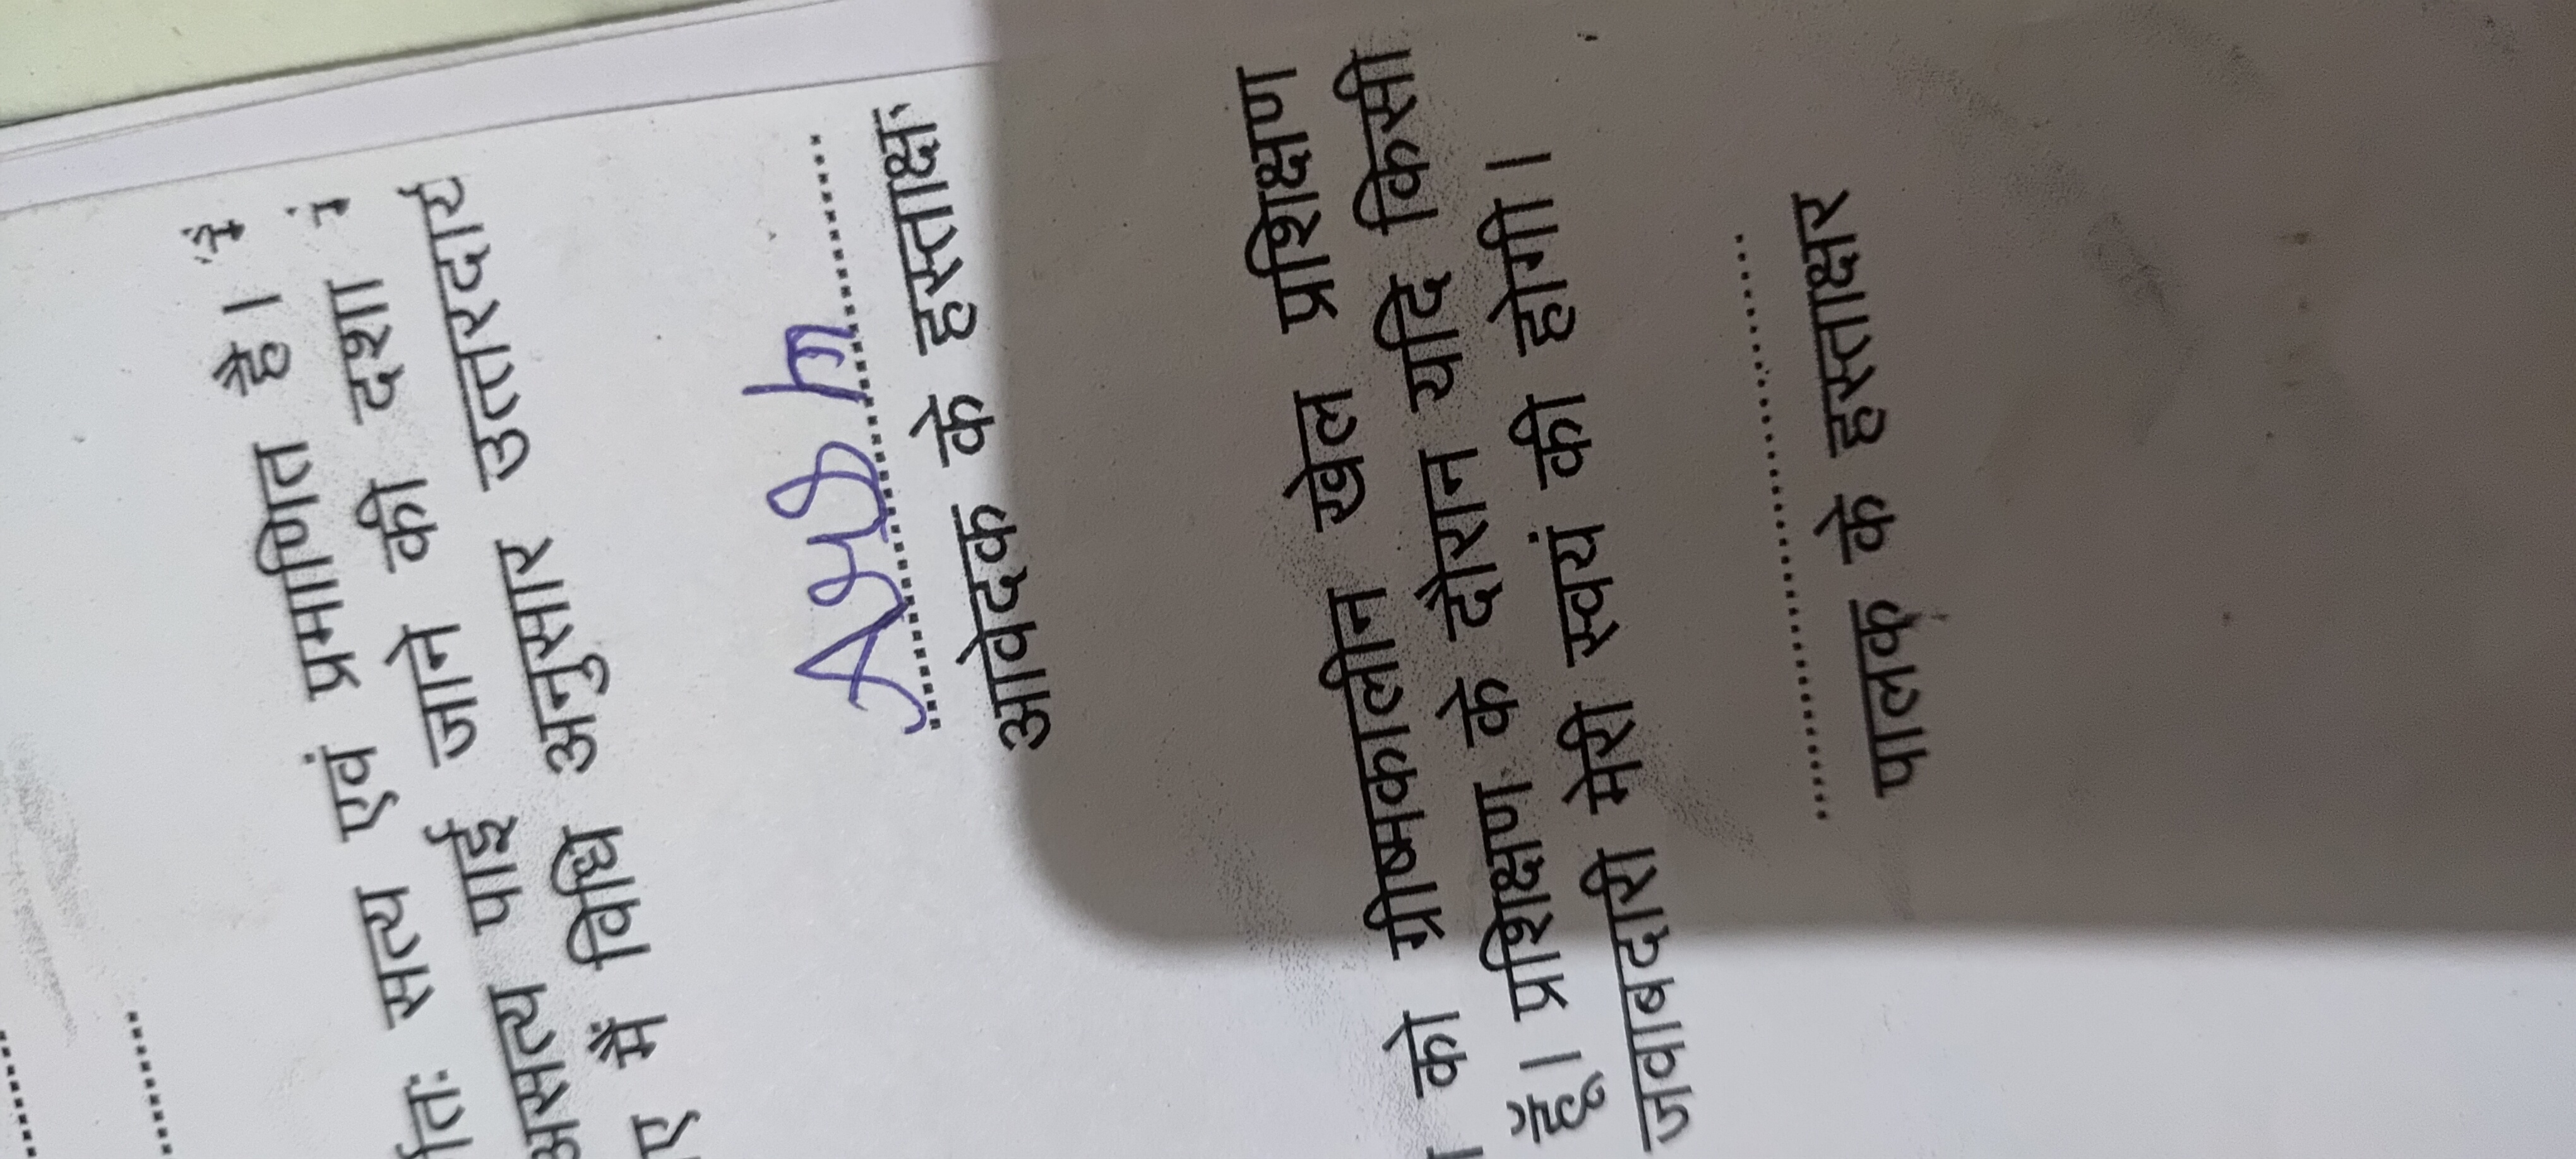 सत्य एवं प्रमाणित है। मैं
असत्य पाई जाने की दशा में
मैं विधि अनुसार उत्तरदायी
Ayush
आवेदक के हस्ताक्षर
को ग्रीष्मकालीन खेल प्रशिक्षण
हूँ। प्रशिक्षण के दौरान यदि किसी
जवाबदारी मेरी स्वयं की होगी।
पालक के हस्ताक्षर